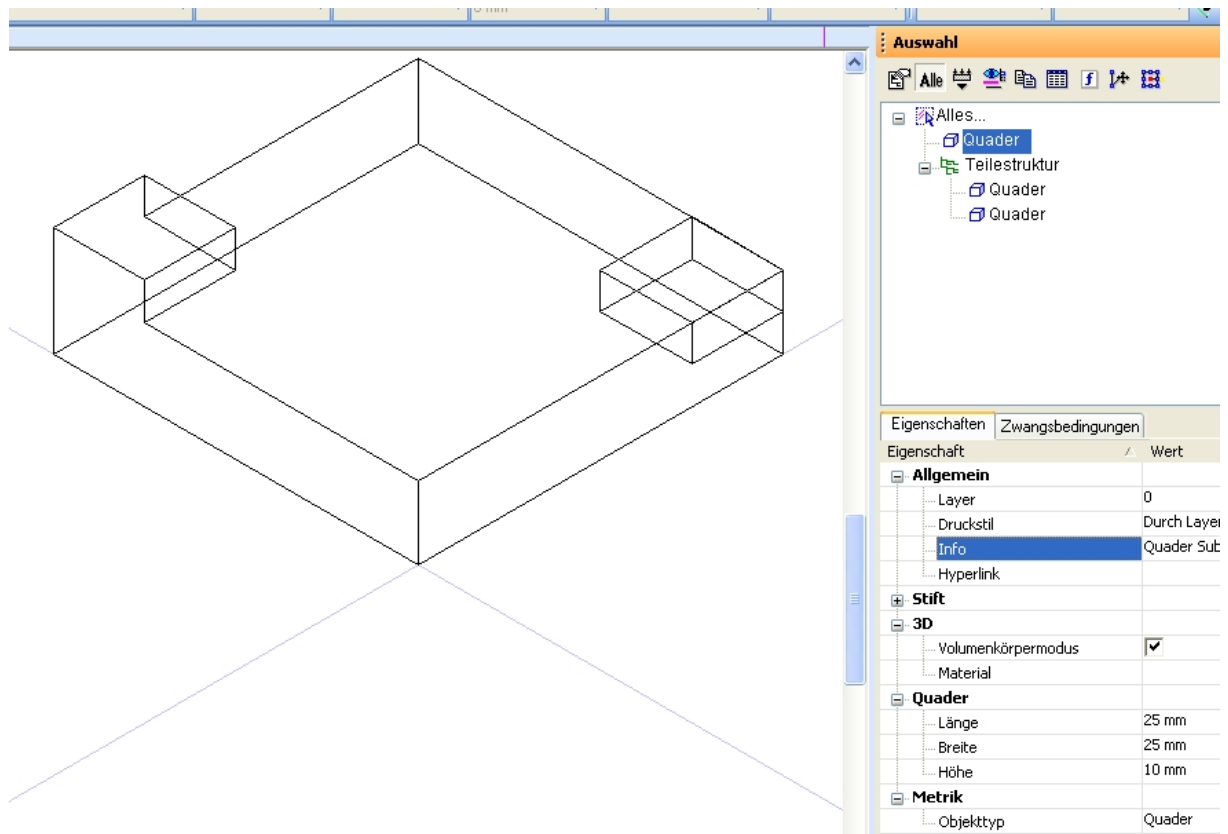 Auswahl
Alle
Alles...
Quader
Teilestruktur
Quader
Quader
Eigenschaften Zwangsbedingungen
Eigenschaft Wert
Allgemein
Layer 0
Druckstil Durch Layer
Info Quader Sub
Hyperlink
Stift
3D
Volumenkörpermodus
Material
Quader
Länge 25 mm
Breite 25 mm
Höhe 10 mm
Metrik
Objekttyp Quader